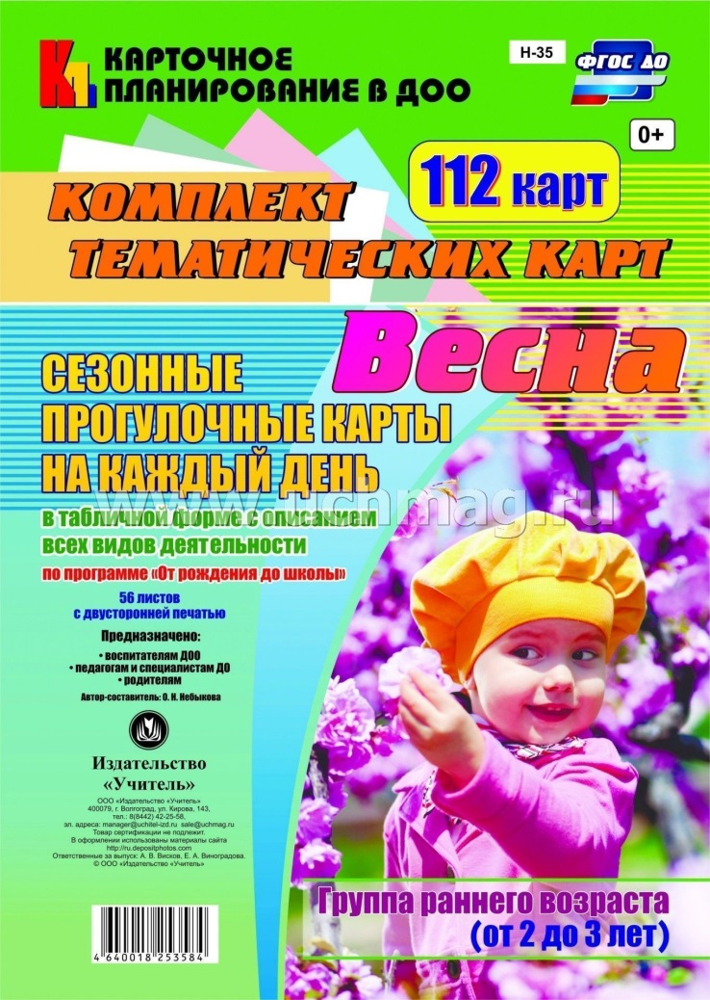 К1
КАРТОЧНОЕ
ПЛАНИРОВАНИЕ В ДОО
Н-35
ФГОС ДО
0+
112 карт
КОМПЛЕКТ
ТЕМАТИЧЕСКИХ КАРТ
Весна
СЕЗОННЫЕ
ПРОГУЛОЧНЫЕ КАРТЫ
НА КАЖДЫЙ ДЕНЬ
www.uchmag.ru
в табличной форме с описанием
всех видов деятельности
по программе «От рождения до школы»
56 листов
с двусторонней печатью
Предназначено:
• воспитателям ДОО
• педагогам и специалистам ДО
• родителям
Автор-составитель: О. Н. Небыкова
Издательство
«Учитель»
ООО «Издательство «Учитель»
400079, г. Волгоград, ул. Кирова, 143,
тел.: 8(8442) 42-25-58,
эл. адреса: manager@uchitel-izd.ru sale@uchmag.ru
Товар сертификации не подлежит.
В оформлении использованы материалы сайта
http://ru.depositphotos.com
Ответственные за выпуск: А. В. Висков, Е. А. Виноградова.
© ООО «Издательство «Учитель»
Группа раннего возраста
(от 2 до 3 лет)
4 640018 253584